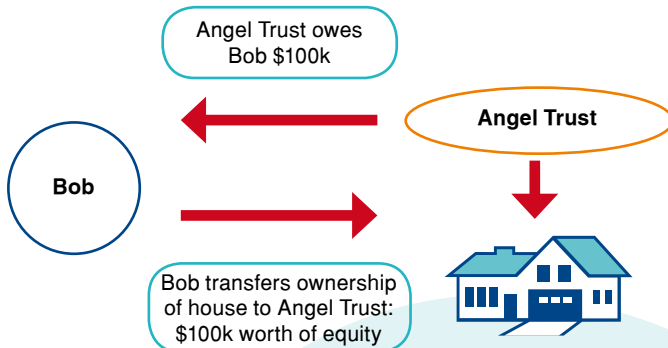 Angel Trust owes
Bob $100k
Angel Trust
Bob
Bob transfers ownership
of house to Angel Trust:
$100k worth of equity